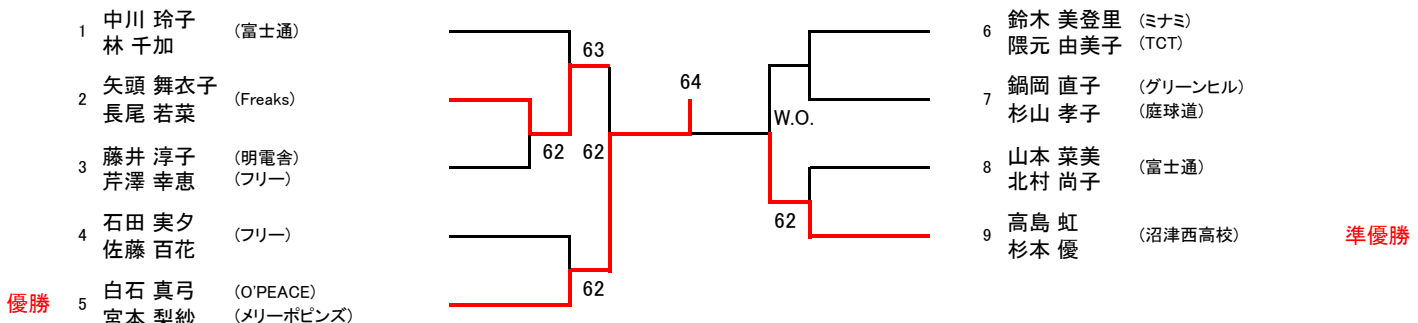 1 中川 玲子 (富士通)
林 千加
2 矢頭 舞衣子 (Freaks)
長尾 若菜
3 藤井 淳子 (明電舎)
芹澤 幸恵 (フリー)
4 石田 実夕 (フリー)
佐藤 百花
優勝 5 白石 真弓 (O'PEACE)
宮本 梨紗 (メリーポピンズ)
63
62 62
62
64
W.O.
62
6 鈴木 美登里 (ミナミ)
隈元 由美子 (TCT)
7 鍋岡 直子 (グリーンヒル)
杉山 孝子 (庭球道)
8 山本 菜美 (富士通)
北村 尚子
9 高島 虹 (沼津西高校) 準優勝
杉本 優